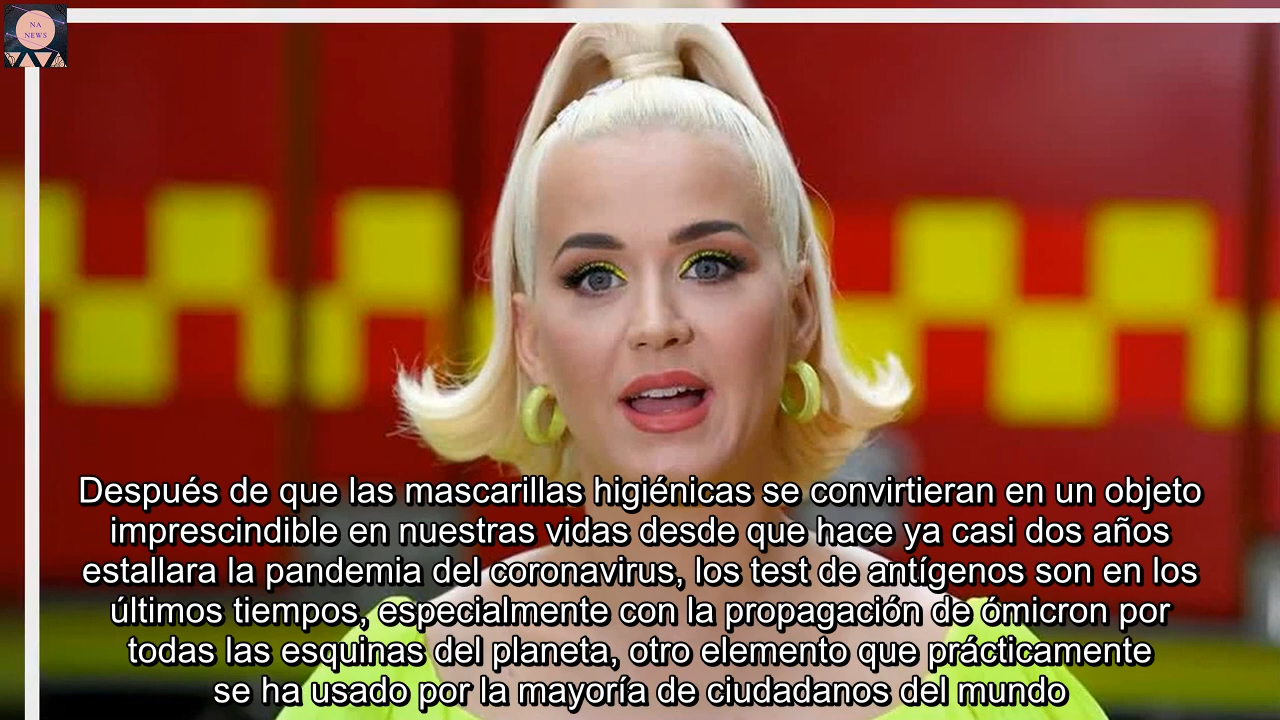 NA
NEWS
Después de que las mascarillas higiénicas se convirtieran en un objeto
imprescindible en nuestras vidas desde que hace ya casi dos años
estallara la pandemia del coronavirus, los test de antígenos son en los
últimos tiempos, especialmente con la propagación de ómicron por
todas las esquinas del planeta, otro elemento que prácticamente
se ha usado por la mayoría de ciudadanos del mundo